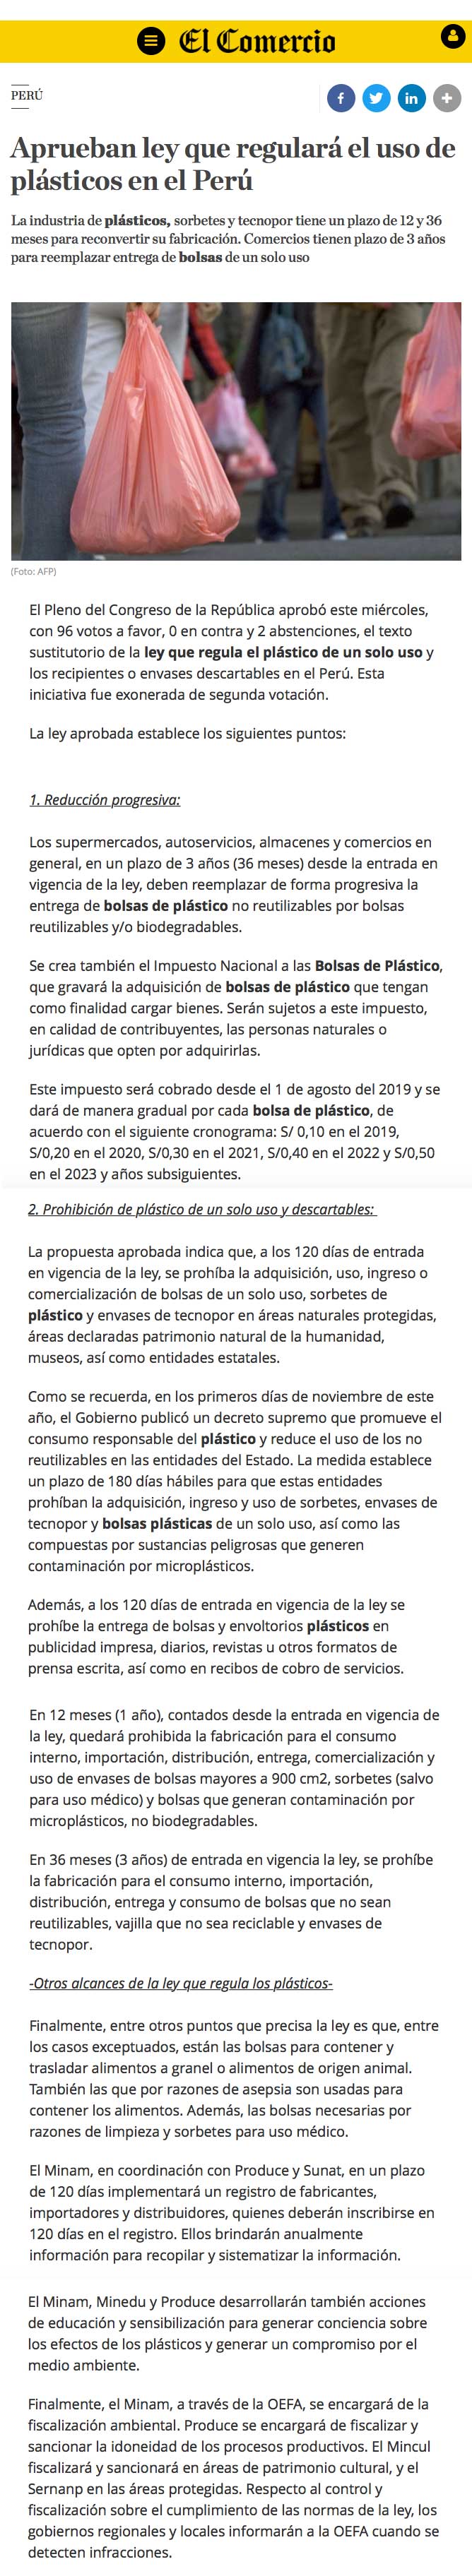 El Comercio
PERÚ
Aprueban ley que regulará el uso de
plásticos en el Perú
La industria de plásticos, sorbetes y tecnopor tiene un plazo de 12 y 36
meses para reconvertir su fabricación. Comercios tienen plazo de 3 años
para reemplazar entrega de bolsas de un solo uso
(Foto: AFP)
El Pleno del Congreso de la República aprobó este miércoles,
con 96 votos a favor, 0 en contra y 2 abstenciones, el texto
sustitutorio de la ley que regula el plástico de un solo uso y
los recipientes o envases descartables en el Perú. Esta
iniciativa fue exonerada de segunda votación.
La ley aprobada establece los siguientes puntos:
1. Reducción progresiva:
Los supermercados, autoservicios, almacenes y comercios en
general, en un plazo de 3 años (36 meses) desde la entrada en
vigencia de la ley, deben reemplazar de forma progresiva la
entrega de bolsas de plástico no reutilizables por bolsas
reutilizables y/o biodegradables.
Se crea también el Impuesto Nacional a las Bolsas de Plástico,
que gravará la adquisición de bolsas de plástico que tengan
como finalidad cargar bienes. Serán sujetos a este impuesto,
en calidad de contribuyentes, las personas naturales o
jurídicas que opten por adquirirlas.
Este impuesto será cobrado desde el 1 de agosto del 2019 y se
dará de manera gradual por cada bolsa de plástico, de
acuerdo con el siguiente cronograma: S/ 0,10 en el 2019,
S/0,20 en el 2020, S/0,30 en el 2021, S/0,40 en el 2022 y S/0,50
en el 2023 y años subsiguientes.
2. Prohibición de plástico de un solo uso y descartables:
La propuesta aprobada indica que, a los 120 días de entrada
en vigencia de la ley, se prohíba la adquisición, uso, ingreso o
comercialización de bolsas de un solo uso, sorbetes de
plástico y envases de tecnopor en áreas naturales protegidas,
áreas declaradas patrimonio natural de la humanidad,
museos, así como entidades estatales.
Como se recuerda, en los primeros días de noviembre de este
año, el Gobierno publicó un decreto supremo que promueve el
consumo responsable del plástico y reduce el uso de los no
reutilizables en las entidades del Estado. La medida establece
un plazo de 180 días hábiles para que estas entidades
prohíban la adquisición, ingreso y uso de sorbetes, envases de
tecnopor y bolsas plásticas de un solo uso, así como las
compuestas por sustancias peligrosas que generen
contaminación por microplásticos.
Además, a los 120 días de entrada en vigencia de la ley se
prohíbe la entrega de bolsas y envoltorios plásticos en
publicidad impresa, diarios, revistas u otros formatos de
prensa escrita, así como en recibos de cobro de servicios.
En 12 meses (1 año), contados desde la entrada en vigencia de
la ley, quedará prohibida la fabricación para el consumo
interno, importación, distribución, entrega, comercialización y
uso de envases de bolsas mayores a 900 cm2, sorbetes (salvo
para uso médico) y bolsas que generan contaminación por
microplásticos, no biodegradables.
En 36 meses (3 años) de entrada en vigencia la ley, se prohíbe
la fabricación para el consumo interno, importación,
distribución, entrega y consumo de bolsas que no sean
reutilizables, vajilla que no sea reciclable y envases de
tecnopor.
-Otros alcances de la ley que regula los plásticos-
Finalmente, entre otros puntos que precisa la ley es que, entre
los casos exceptuados, están las bolsas para contener y
trasladar alimentos a granel o alimentos de origen animal.
También las que por razones de asepsia son usadas para
contener los alimentos. Además, las bolsas necesarias por
razones de limpieza y sorbetes para uso médico.
El Minam, en coordinación con Produce y Sunat, en un plazo
de 120 días implementará un registro de fabricantes,
importadores y distribuidores, quienes deberán inscribirse en
120 días en el registro. Ellos brindarán anualmente
información para recopilar y sistematizar la información.
El Minam, Minedu y Produce desarrollarán también acciones
de educación y sensibilización para generar conciencia sobre
los efectos de los plásticos y generar un compromiso por el
medio ambiente.
Finalmente, el Minam, a través de la OEFA, se encargará de la
fiscalización ambiental. Produce se encargará de fiscalizar y
sancionar la idoneidad de los procesos productivos. El Mincul
fiscalizará y sancionará en áreas de patrimonio cultural, y el
Sernanp en las áreas protegidas. Respecto al control y
fiscalización sobre el cumplimiento de las normas de la ley, los
gobiernos regionales y locales informarán a la OEFA cuando se
detecten infracciones.